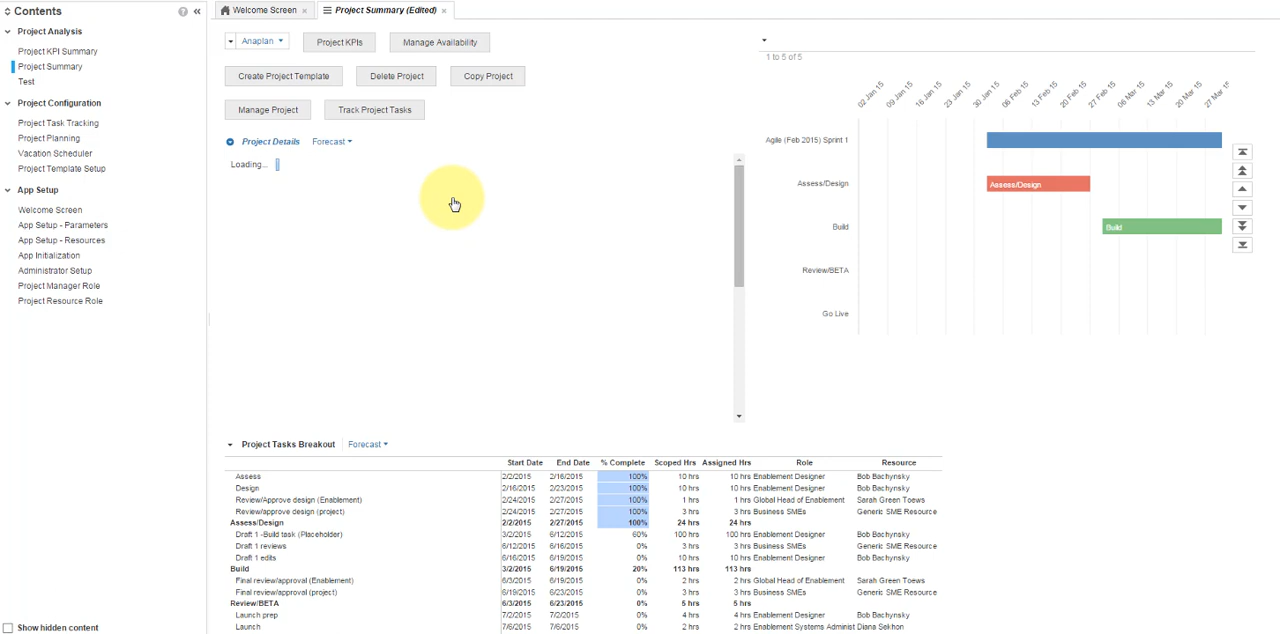 Contents
Project Analysis
Project KPI Summary
Project Summary
Test
Project Configuration
Project Task Tracking
Project Planning
Vacation Scheduler
Project Template Setup
App Setup
Welcome Screen
App Setup - Parameters
App Setup - Resources
App Initialization
Administrator Setup
Project Manager Role
Project Resource Role
Show hidden content
Welcome Screen × Project Summary (Edited) ×
Anaplan Project KPIs Manage Availability
Create Project Template Delete Project Copy Project
Manage Project Track Project Tasks
Project Details Forecast
Loading...
1 to 5 of 5
02 Jan 15 09 Jan 15 16 Jan 15 23 Jan 15 30 Jan 15 06 Feb 15 13 Feb 15 20 Feb 15 27 Feb 15 06 Mar 15 13 Mar 15 20 Mar 15 27 Mar 15
Agile (Feb 2015) Sprint 1
Assess/Design Assess/Design
Build Build
Review/BETA
Go Live
Project Tasks Breakout Forecast
Start Date End Date % Complete Scoped Hrs Assigned Hrs Role Resource
Assess 2/2/2015 2/16/2015 100% 10 hrs 10 hrs Enablement Designer Bob Bachynsky
Design 2/16/2015 2/23/2015 100% 10 hrs 10 hrs Enablement Designer Bob Bachynsky
Review/Approve design (Enablement) 2/24/2015 2/27/2015 100% 1 hrs 1 hrs Global Head of Enablement Sarah Green Toews
Review/approve design (project) 2/24/2015 2/27/2015 100% 3 hrs 3 hrs Business SMEs Generic SME Resource
Assess/Design 2/2/2015 2/27/2015 100% 24 hrs 24 hrs
Draft 1 -Build task (Placeholder) 3/2/2015 6/12/2015 60% 100 hrs 100 hrs Enablement Designer Bob Bachynsky
Draft 1 reviews 6/12/2015 6/16/2015 0% 3 hrs 3 hrs Business SMEs Generic SME Resource
Draft 1 edits 6/16/2015 6/19/2015 0% 10 hrs 10 hrs Enablement Designer Bob Bachynsky
Build 3/2/2015 6/19/2015 20% 113 hrs 113 hrs
Final review/approval (Enablement) 6/3/2015 6/19/2015 0% 2 hrs 2 hrs Global Head of Enablement Sarah Green Toews
Final review/approval (project) 6/19/2015 6/23/2015 0% 3 hrs 3 hrs Business SMEs Generic SME Resource
Review/BETA 6/3/2015 6/23/2015 0% 5 hrs 5 hrs
Launch prep 7/2/2015 7/2/2015 0% 4 hrs 4 hrs Enablement Designer Bob Bachynsky
Launch 7/6/2015 7/6/2015 0% 2 hrs 2 hrs Enablement Systems Administ Diana Sekhon